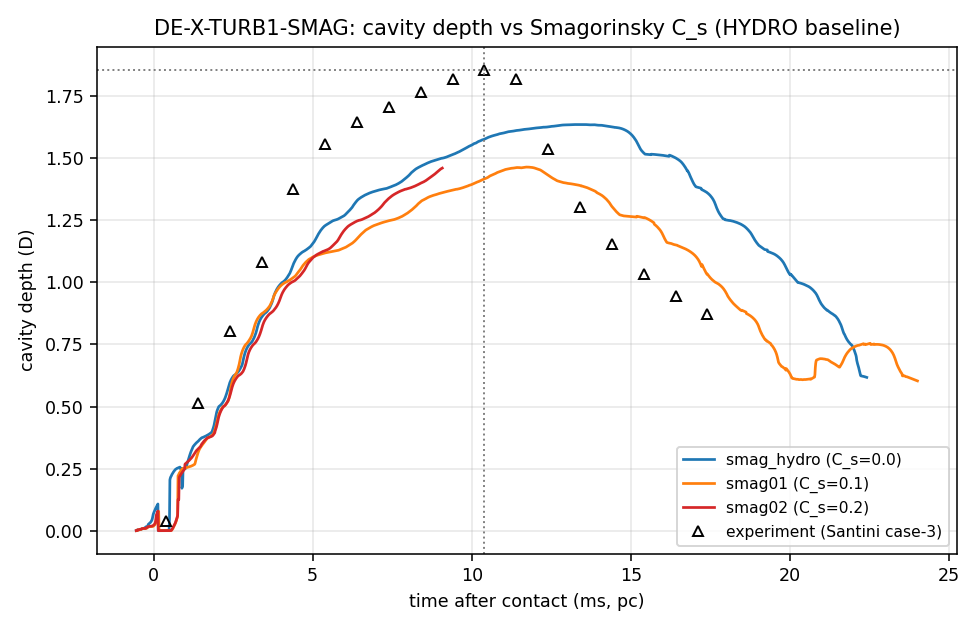 DE-X-TURB1-SMAG: cavity depth vs Smagorinsky C_s (HYDRO baseline)
cavity depth (D)
1.75
1.50
1.25
1.00
0.75
0.50
0.25
0.00
0 5 10 15 20 25
time after contact (ms, pc)
smag_hydro (C_s=0.0)
smag01 (C_s=0.1)
smag02 (C_s=0.2)
experiment (Santini case-3)